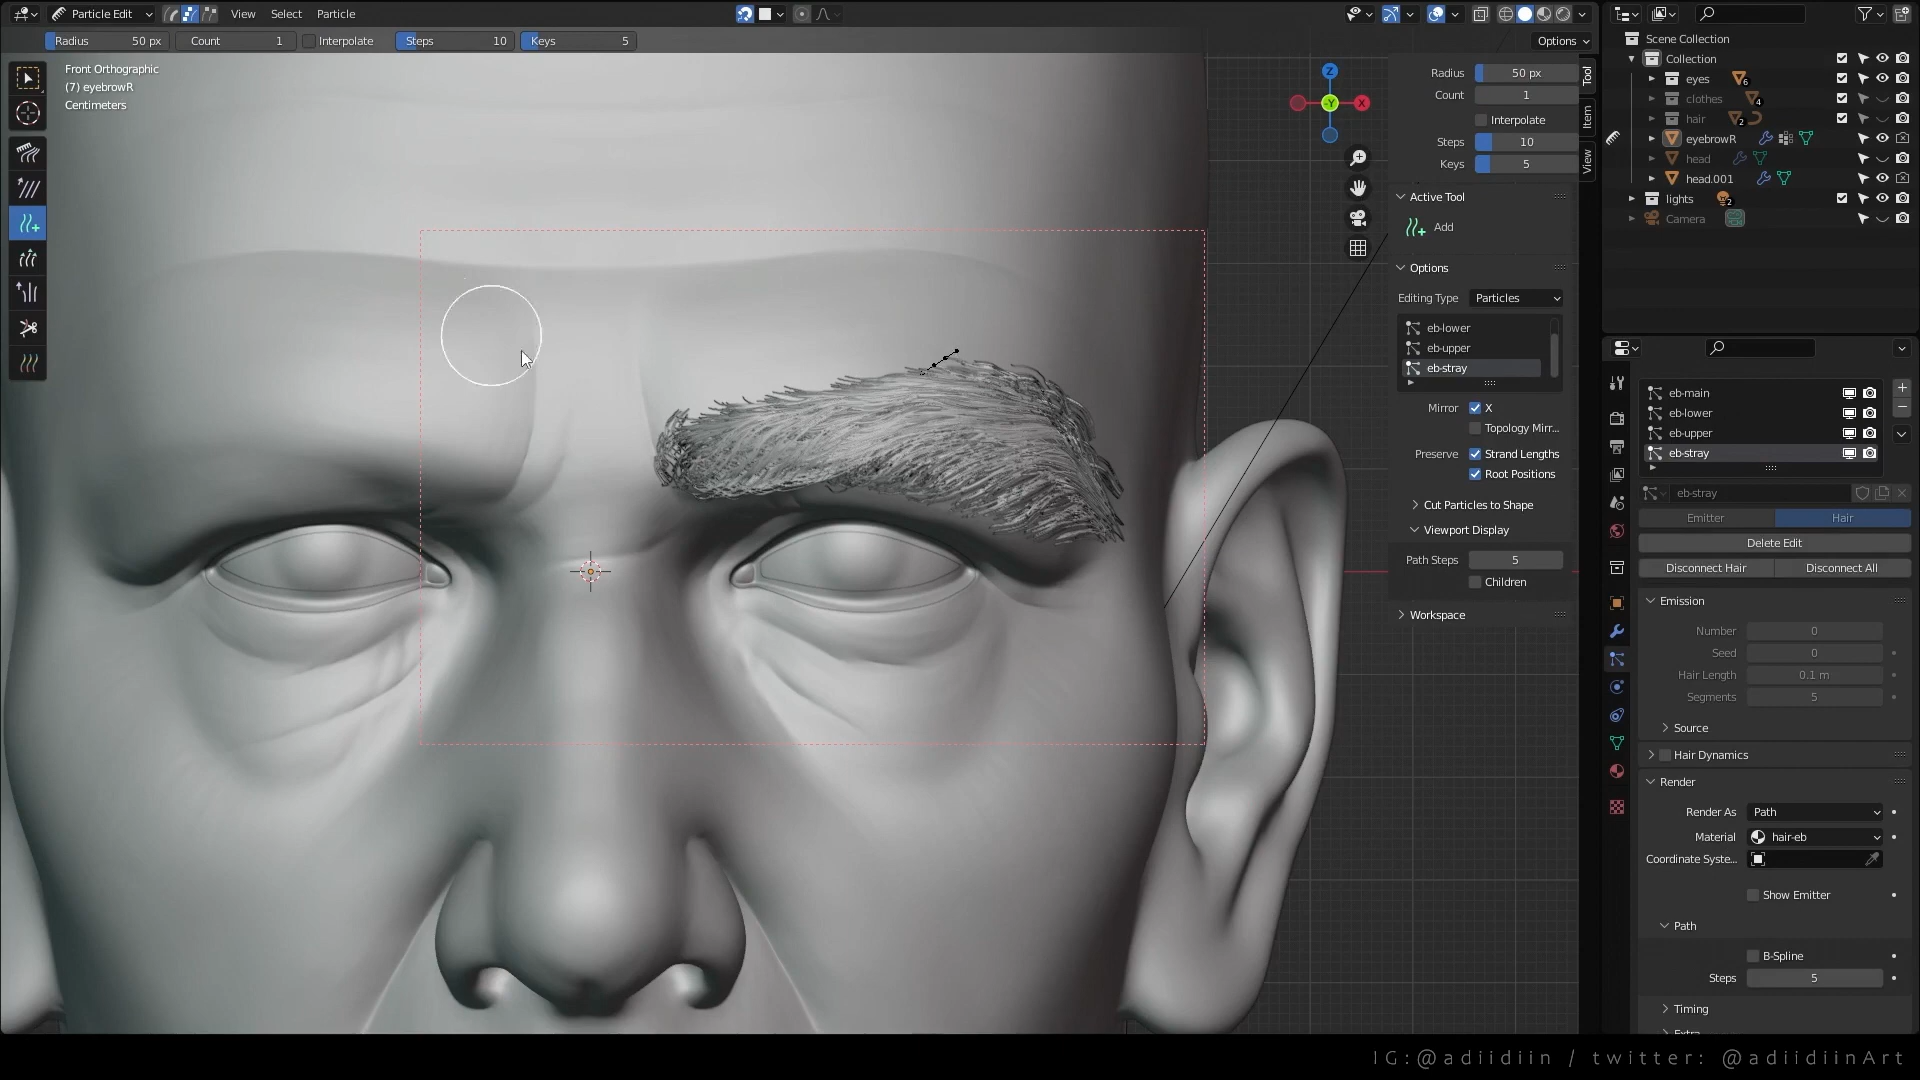 Particle Edit View Select Particle
Radius 50 px Count 1 Interpolate Steps 10 Keys 5 Options
Front Orthographic
(7) eyebrowR
Centimeters
Z
-Y X
Radius 50 px
Count 1
Interpolate
Steps 10
Keys 5
Active Tool
Add
Options
Editing Type Particles
eb-lower
eb-upper
eb-stray
Mirror X
Topology Mirr...
Preserve Strand Lengths
Root Positions
Cut Particles to Shape
Viewport Display
Path Steps 5
Children
Workspace
Tool
Item
View
Scene Collection
Collection
eyes 6
clothes 4
hair 2
eyebrowR
head
head.001
lights 2
Camera
eb-main
eb-lower
eb-upper
eb-stray
eb-stray
Emitter Hair
Delete Edit
Disconnect Hair Disconnect All
Emission
Number 0
Seed 0
Hair Length 0.1 m
Segments 5
Source
Hair Dynamics
Render
Render As Path
Material hair-eb
Coordinate Syste...
Show Emitter
Path
B-Spline
Steps 5
Timing
Extra
IG:@adiidiin / twitter: @adiidiinArt